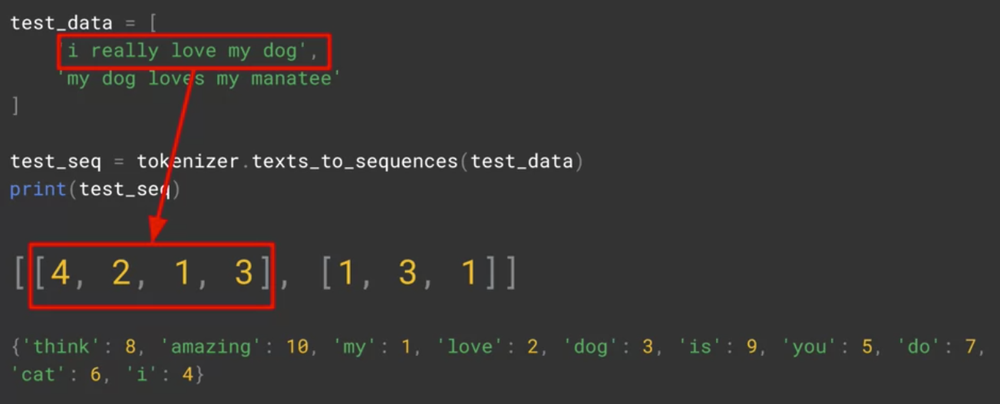 test_data = [
'i really love my dog',
'my dog loves my manatee'
]
test_seq = tokenizer.texts_to_sequences(test_data)
print(test_seq)
[[4, 2, 1, 3], [1, 3, 1]]
{'think': 8, 'amazing': 10, 'my': 1, 'love': 2, 'dog': 3, 'is': 9, 'you': 5, 'do': 7,
'cat': 6, 'i': 4}